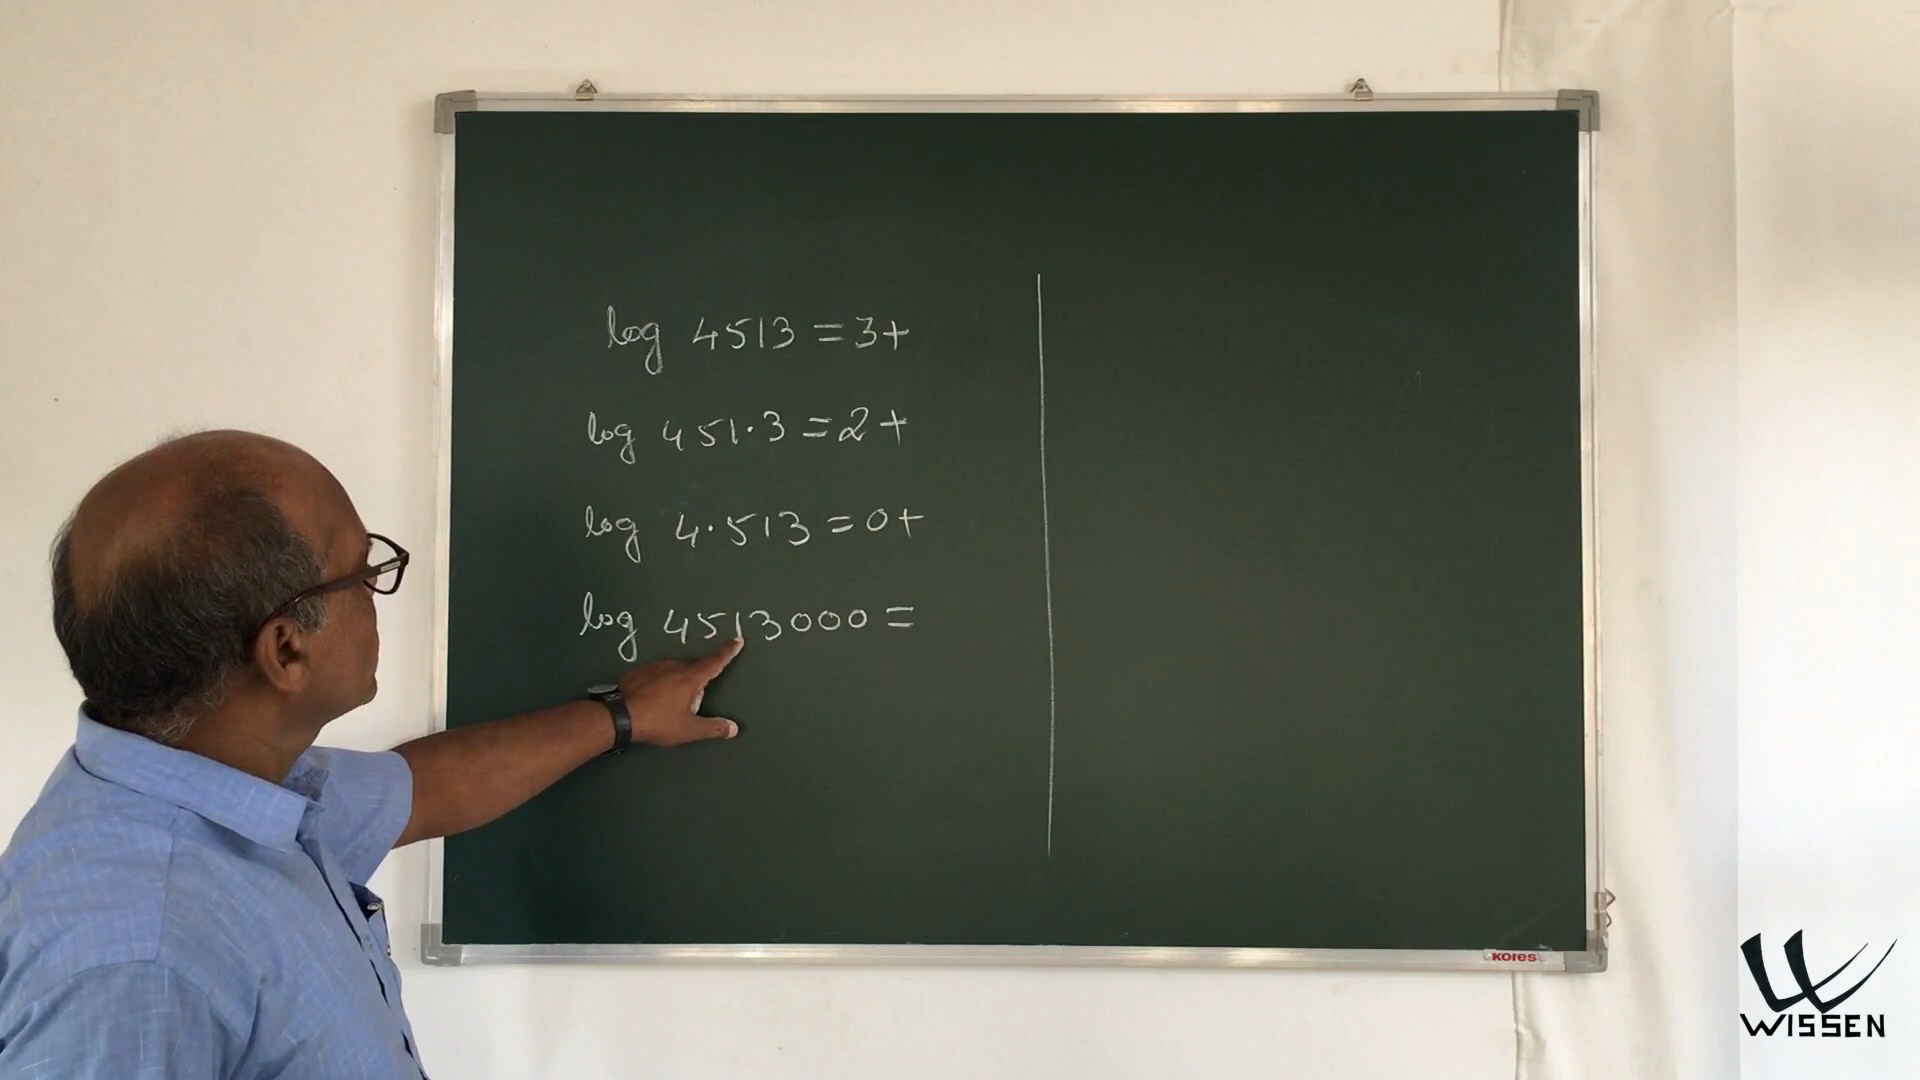 log 4513 = 3+
log 451.3 = 2+
log 4.513 = 0+
log 4513000 =
Kores
WISSEN